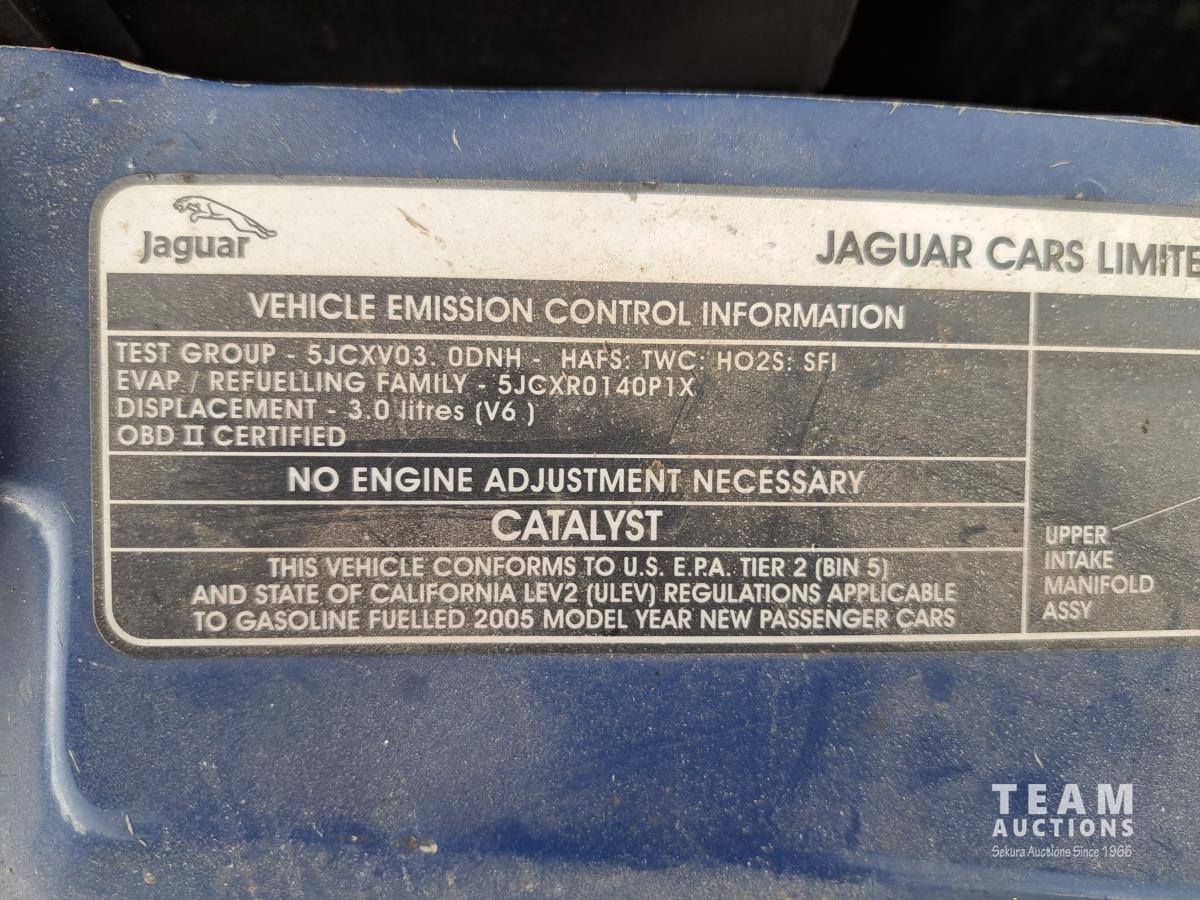 Jaguar
JAGUAR CARS LIMITE
VEHICLE EMISSION CONTROL INFORMATION
TEST GROUP - 5JCXV03. 0DNH - HAFS: TWC: HO2S: SFI
EVAP / REFUELLING FAMILY - 5JCXR0140P1X
DISPLACEMENT - 3.0 litres (V6 )
OBD II CERTIFIED
NO ENGINE ADJUSTMENT NECESSARY
CATALYST
THIS VEHICLE CONFORMS TO U.S. E.P.A. TIER 2 (BIN 5)
AND STATE OF CALIFORNIA LEV2 (ULEV) REGULATIONS APPLICABLE
TO GASOLINE FUELLED 2005 MODEL YEAR NEW PASSENGER CARS
UPPER
INTAKE
MANIFOLD
ASSY
TEAM
AUCTIONS
Sekura Auctions Since 1966